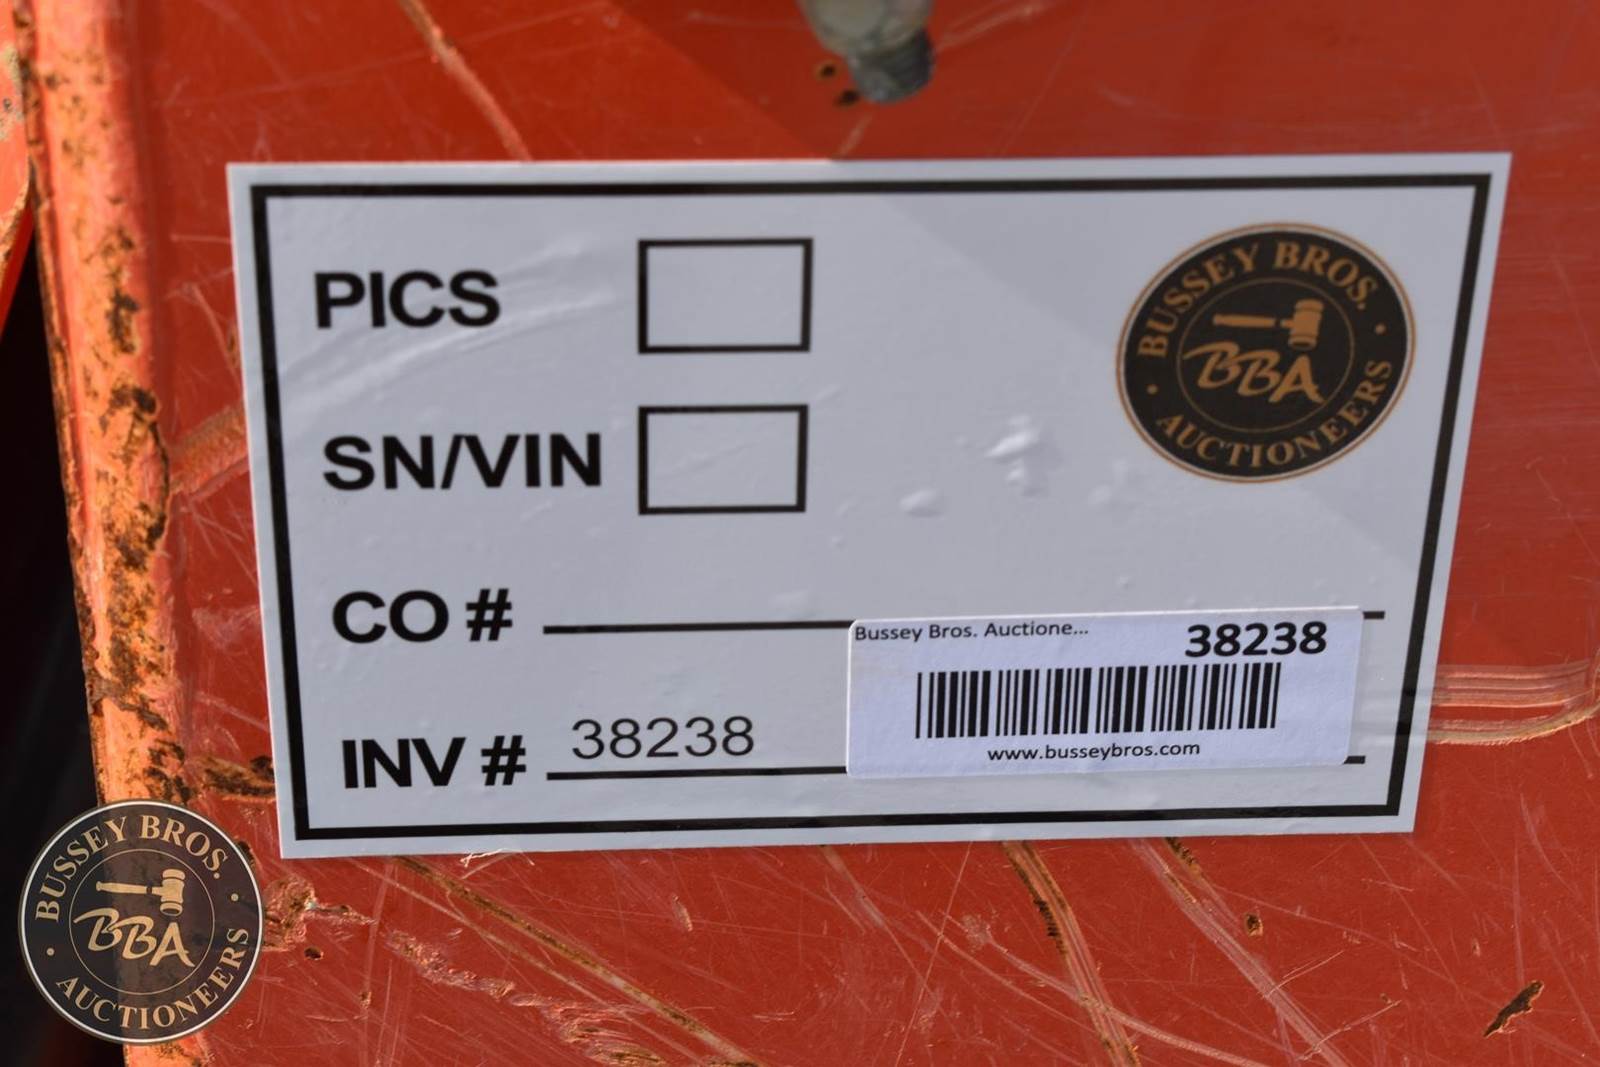 PICS
BUSSEY BROS.
BBA
AUCTIONEERS
SN/VIN
CO #
Bussey Bros. Auctione... 38238
INV # 38238
www.busseybros.com
BUSSEY BROS.
BBA
AUCTIONEERS